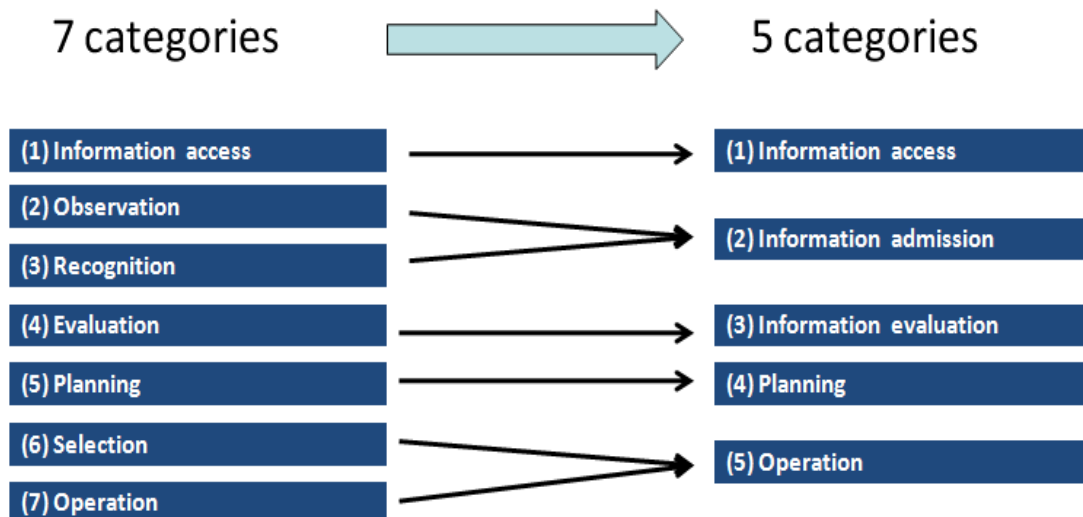 7 categories
5 categories
(1) Information access
(2) Observation
(3) Recognition
(4) Evaluation
(5) Planning
(6) Selection
(7) Operation
(1) Information access
(2) Information admission
(3) Information evaluation
(4) Planning
(5) Operation